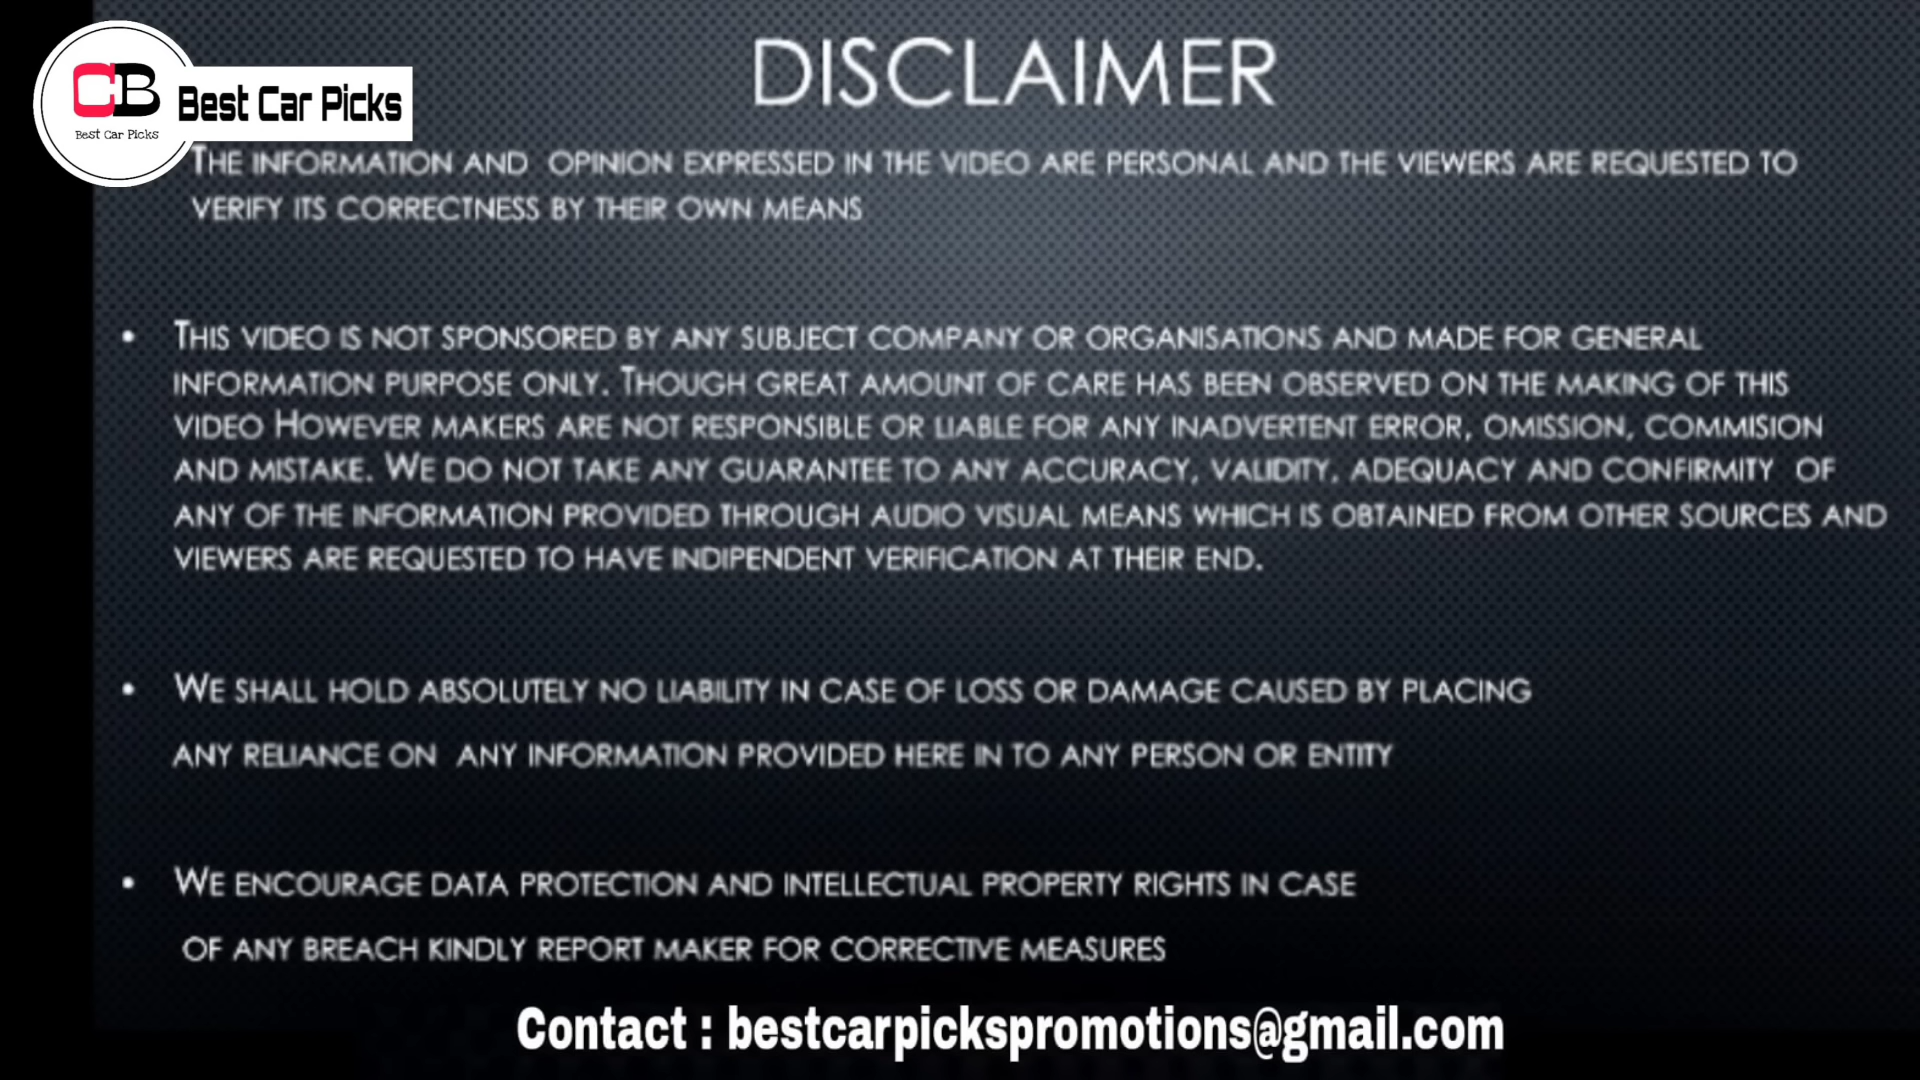 DISCLAIMER
CB
Best Car Picks
Best Car Picks
THE INFORMATION AND OPINION EXPRESSED IN THE VIDEO ARE PERSONAL AND THE VIEWERS ARE REQUESTED TO
VERIFY ITS CORRECTNESS BY THEIR OWN MEANS
• THIS VIDEO IS NOT SPONSORED BY ANY SUBJECT COMPANY OR ORGANISATIONS AND MADE FOR GENERAL
INFORMATION PURPOSE ONLY. THOUGH GREAT AMOUNT OF CARE HAS BEEN OBSERVED ON THE MAKING OF THIS
VIDEO HOWEVER MAKERS ARE NOT RESPONSIBLE OR LIABLE FOR ANY INADVERTENT ERROR, OMISSION, COMMISION
AND MISTAKE. WE DO NOT TAKE ANY GUARANTEE TO ANY ACCURACY, VALIDITY, ADEQUACY AND CONFIRMITY OF
ANY OF THE INFORMATION PROVIDED THROUGH AUDIO VISUAL MEANS WHICH IS OBTAINED FROM OTHER SOURCES AND
VIEWERS ARE REQUESTED TO HAVE INDIPENDENT VERIFICATION AT THEIR END.
• WE SHALL HOLD ABSOLUTELY NO LIABILITY IN CASE OF LOSS OR DAMAGE CAUSED BY PLACING
ANY RELIANCE ON ANY INFORMATION PROVIDED HERE IN TO ANY PERSON OR ENTITY
• WE ENCOURAGE DATA PROTECTION AND INTELLECTUAL PROPERTY RIGHTS IN CASE
OF ANY BREACH KINDLY REPORT MAKER FOR CORRECTIVE MEASURES
Contact : bestcarpickspromotions@gmail.com